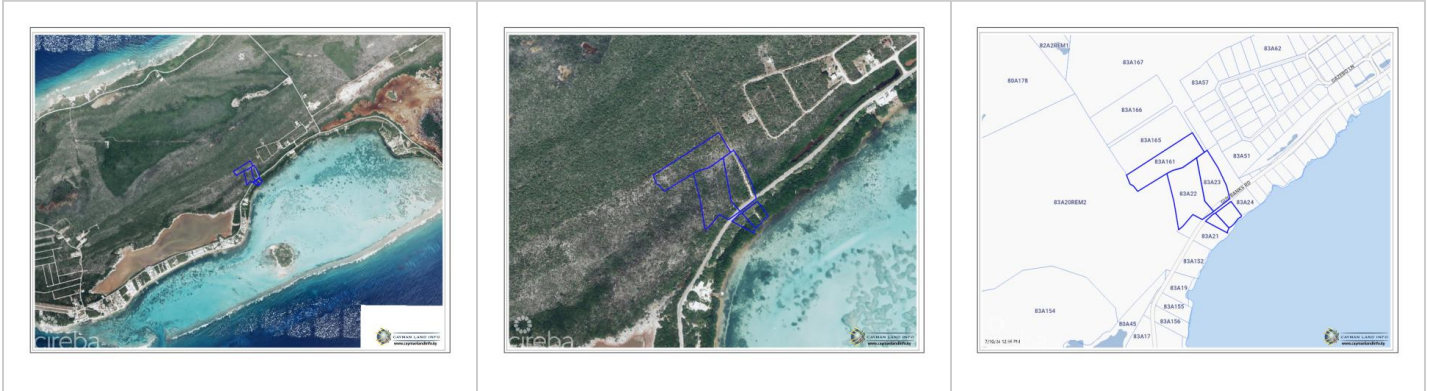 cireba
CAYMAN LAND INFO
www.caymanlandinfo.ky
cireba
CAYMAN LAND INFO
www.caymanlandinfo.ky
82A2REM1
83A62
83A167
80A178
83A57
GAZEBO LN
83A166
83A165
83A51
83A161
83A23
83A22
83A24
83A20REM2
83A21
83A152
83A19
83A154
83A155
83A45
83A156
83A17
CAYMAN LAND INFO
www.caymanlandinfo.ky